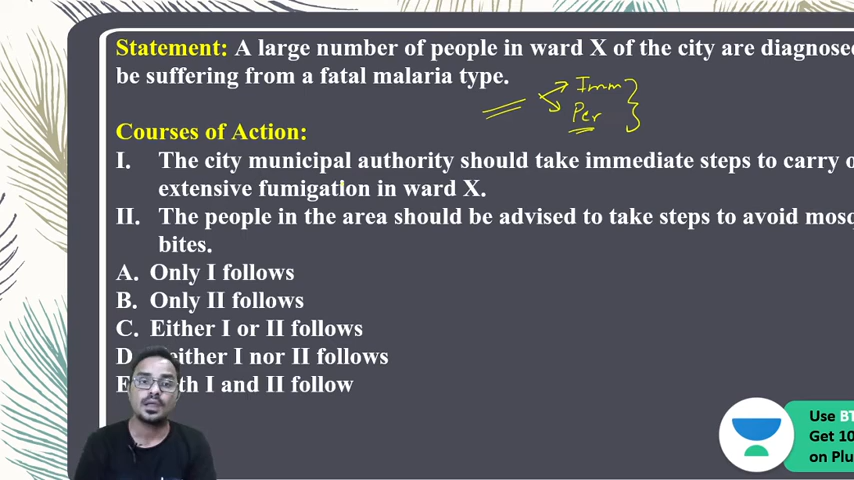 Statement: A large number of people in ward X of the city are diagnosed
be suffering from a fatal malaria type.
Imm
Per
Courses of Action:
I. The city municipal authority should take immediate steps to carry
extensive fumigation in ward X.
II. The people in the area should be advised to take steps to avoid
bites.
A. Only I follows
B. Only II follows
C. Either I or II follows
D. either I nor II follows
E. th I and II follow
Use
Get 10
on Plu